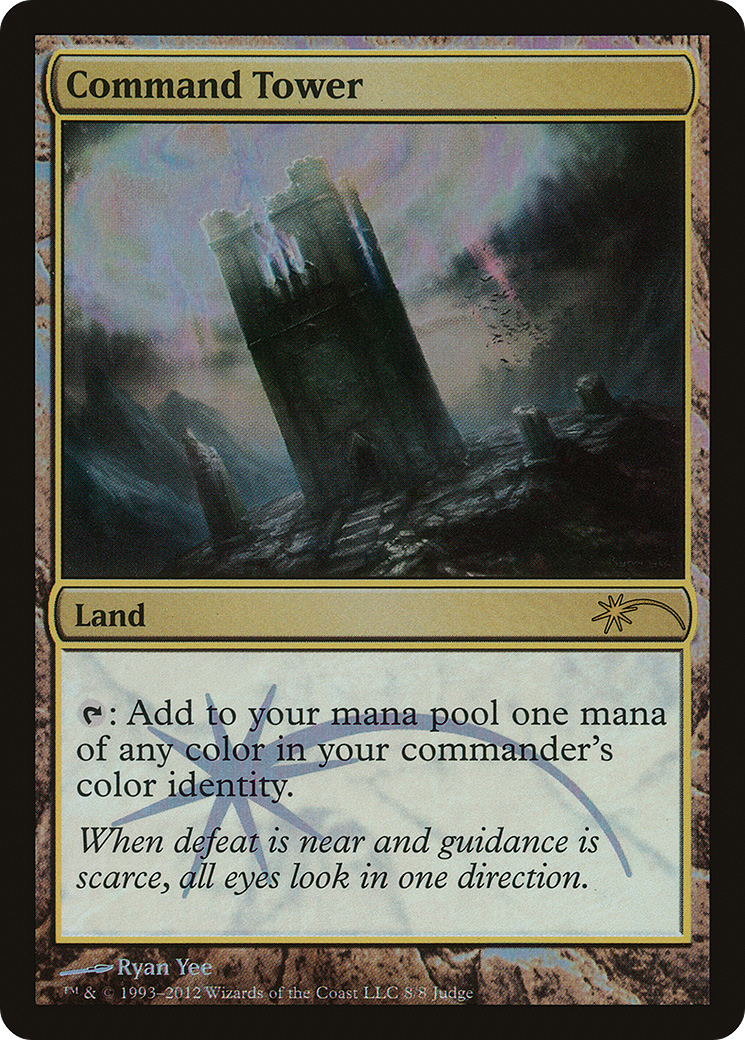 Command Tower
Land
: Add to your mana pool one mana
of any color in your commander's
color identity.
When defeat is near and guidance is
scarce, all eyes look in one direction.
Ryan Yee
™ & © 1993–2012 Wizards of the Coast LLC 8/8 Judge